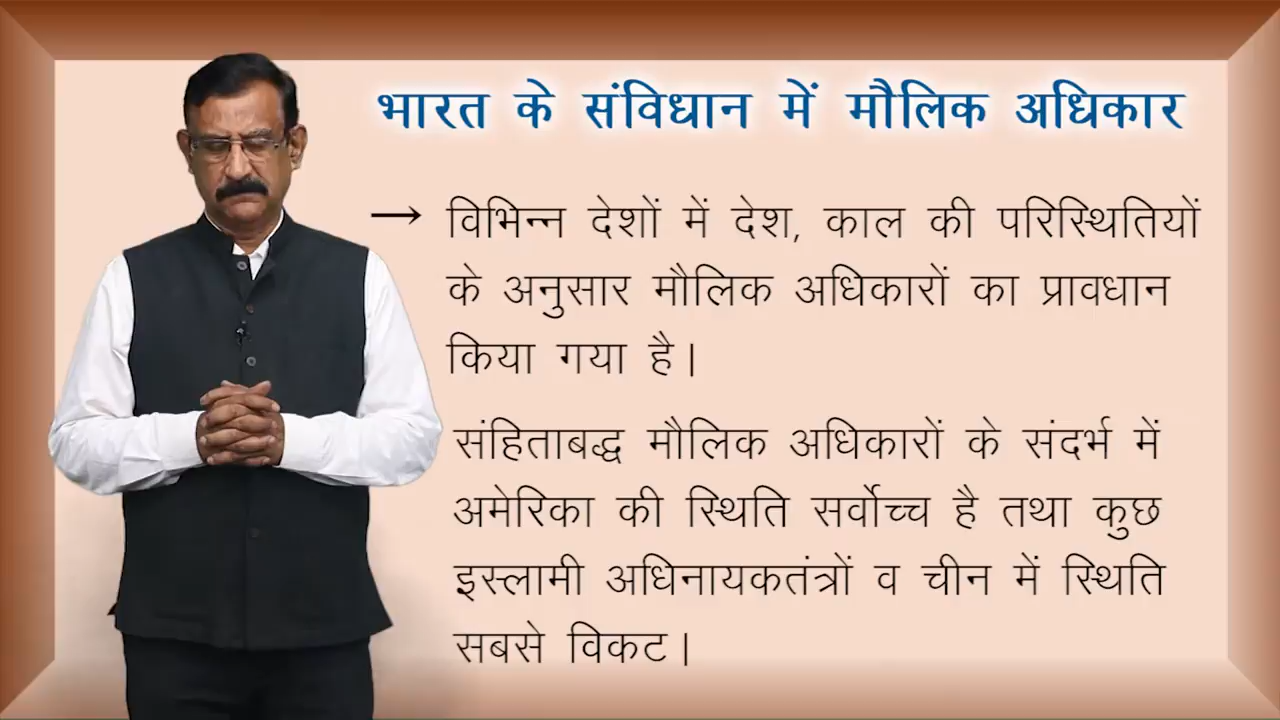 भारत के संविधान में मौलिक अधिकार
→ विभिन्न देशों में देश, काल की परिस्थितियों
के अनुसार मौलिक अधिकारों का प्रावधान
किया गया है।
संहिताबद्ध मौलिक अधिकारों के संदर्भ में
अमेरिका की स्थिति सर्वोच्च है तथा कुछ
इस्लामी अधिनायकतंत्रों व चीन में स्थिति
सबसे विकट।